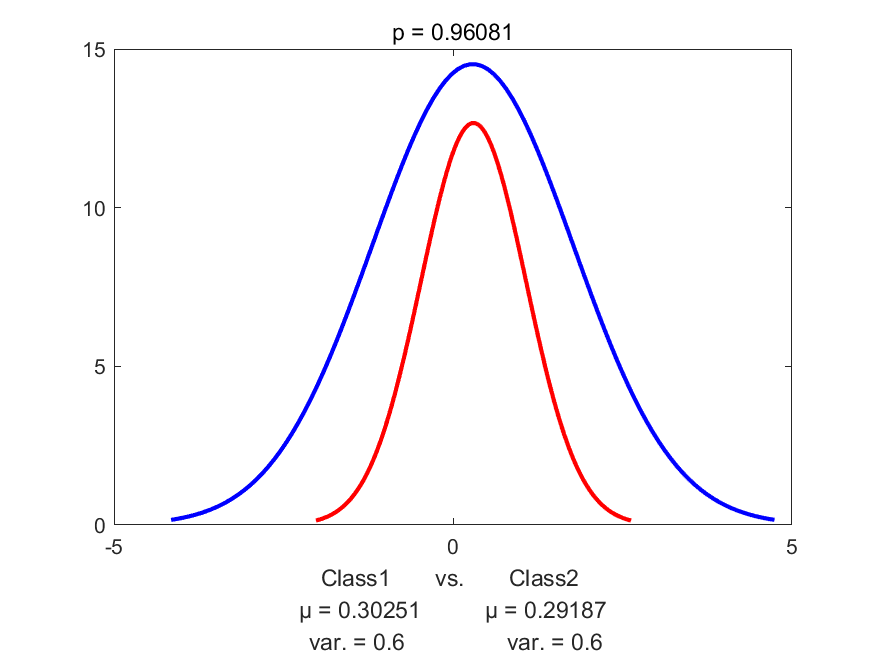 p = 0.96081
15
10
5
0
-5 0 5
Class1 vs. Class2
μ = 0.30251 μ = 0.29187
var. = 0.6 var. = 0.6